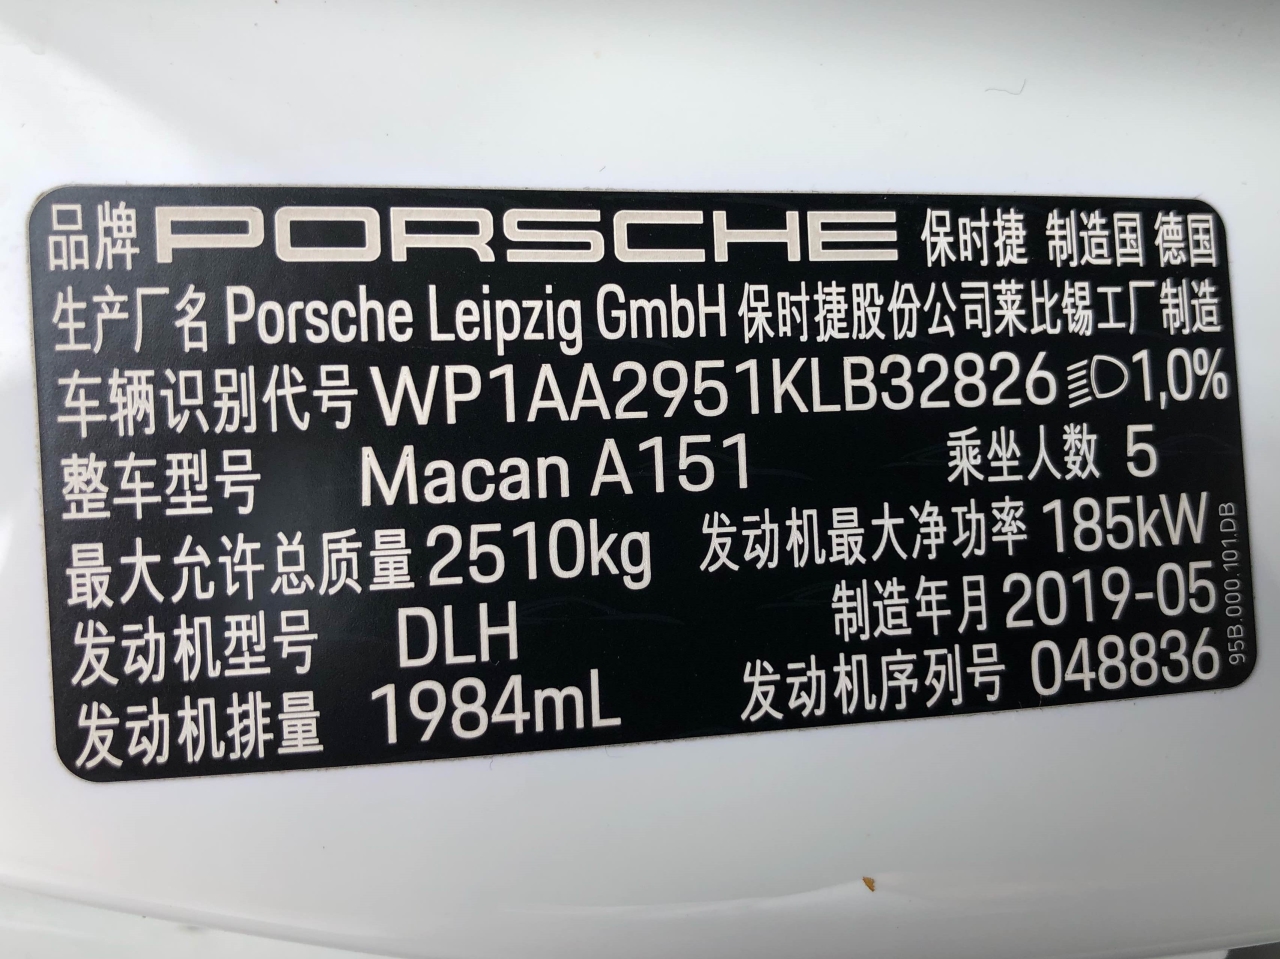 品牌 PORSCHE 保时捷 制造国 德国
生产厂名 Porsche Leipzig GmbH 保时捷股份公司莱比锡工厂制造
车辆识别代号 WP1AA2951KLB32826 1,0%
整车型号 Macan A151 乘坐人数 5
最大允许总质量 2510kg 发动机最大净功率 185kW
发动机型号 DLH 制造年月 2019-05
发动机排量 1984mL 发动机序列号 048836
95B.000.101.DB